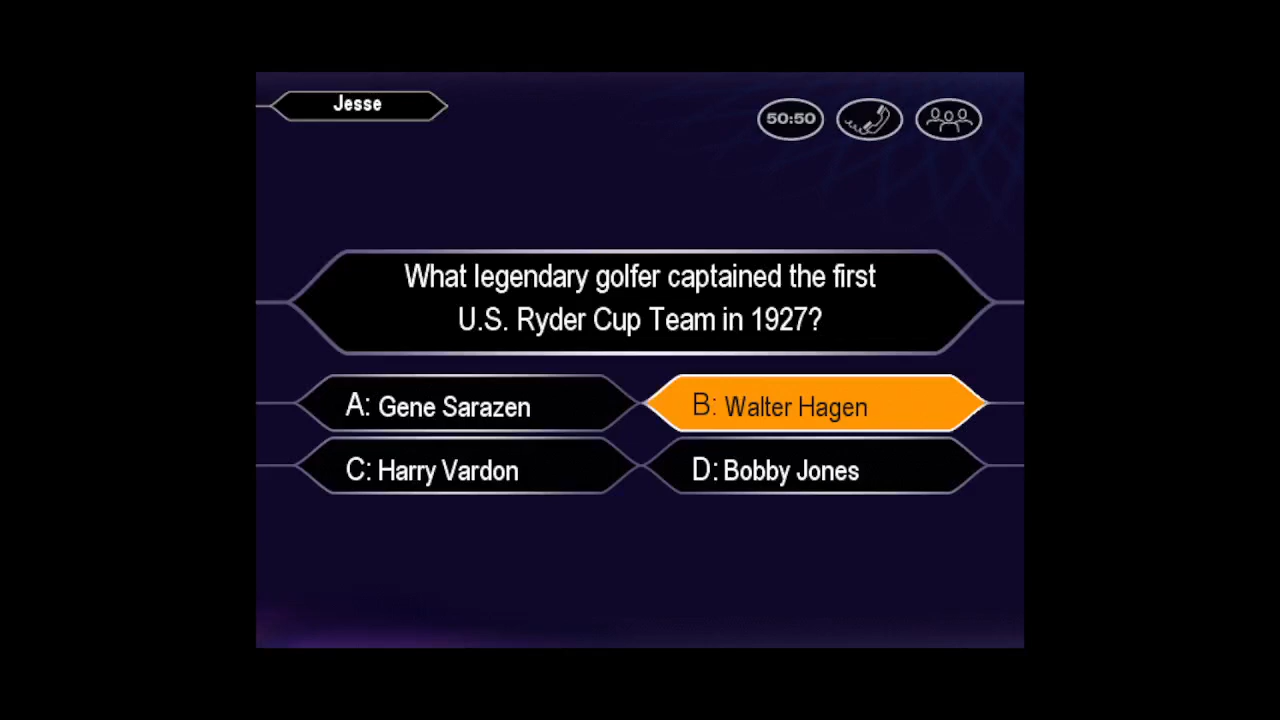 Jesse
50:50
What legendary golfer captained the first
U.S. Ryder Cup Team in 1927?
A: Gene Sarazen
B: Walter Hagen
C: Harry Vardon
D: Bobby Jones